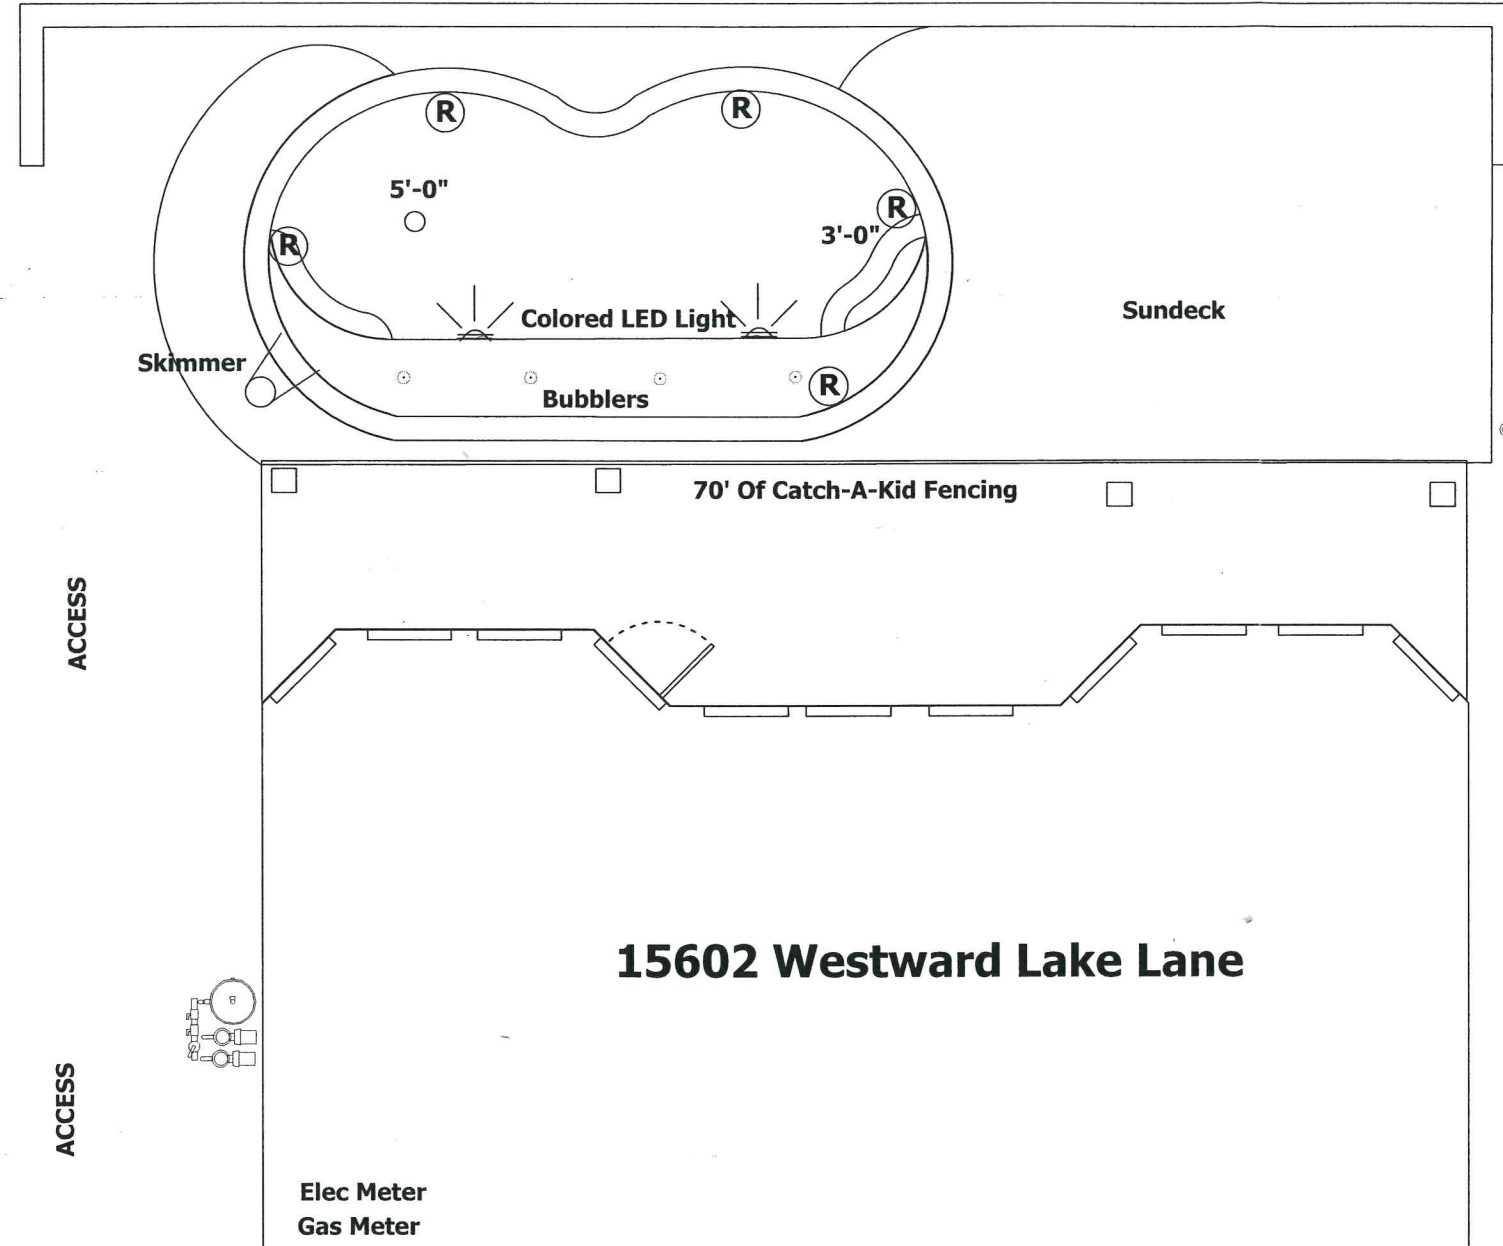 R
R
5'-0"
R
3'-0"
R
Colored LED Light
Sundeck
Skimmer
R
Bubblers
70' Of Catch-A-Kid Fencing
ACCESS
15602 Westward Lake Lane
ACCESS
Elec Meter
Gas Meter